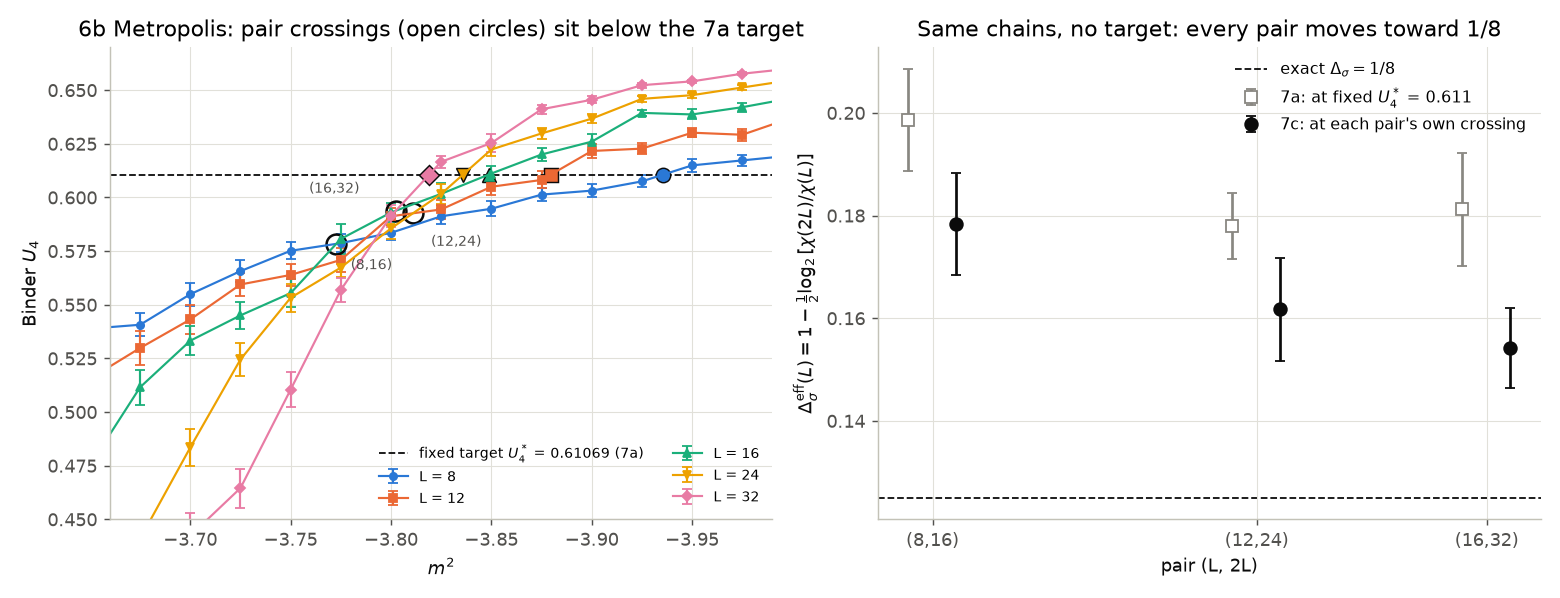 6b Metropolis: pair crossings (open circles) sit below the 7a target
Binder U₄
0.650
0.625
0.600
0.575
0.550
0.525
0.500
0.475
0.450
(16,32)
(12,24)
(8,16)
fixed target U₄* = 0.61069 (7a)
L = 8
L = 12
L = 16
L = 24
L = 32
−3.70
−3.75
−3.80
−3.85
−3.90
−3.95
m²
Same chains, no target: every pair moves toward 1/8
Δσ^eff(L) = 1 − ½log₂ [χ(2L)/χ(L)]
0.20
0.18
0.16
0.14
exact Δσ = 1/8
7a: at fixed U₄* = 0.611
7c: at each pair's own crossing
(8,16)
(12,24)
(16,32)
pair (L, 2L)